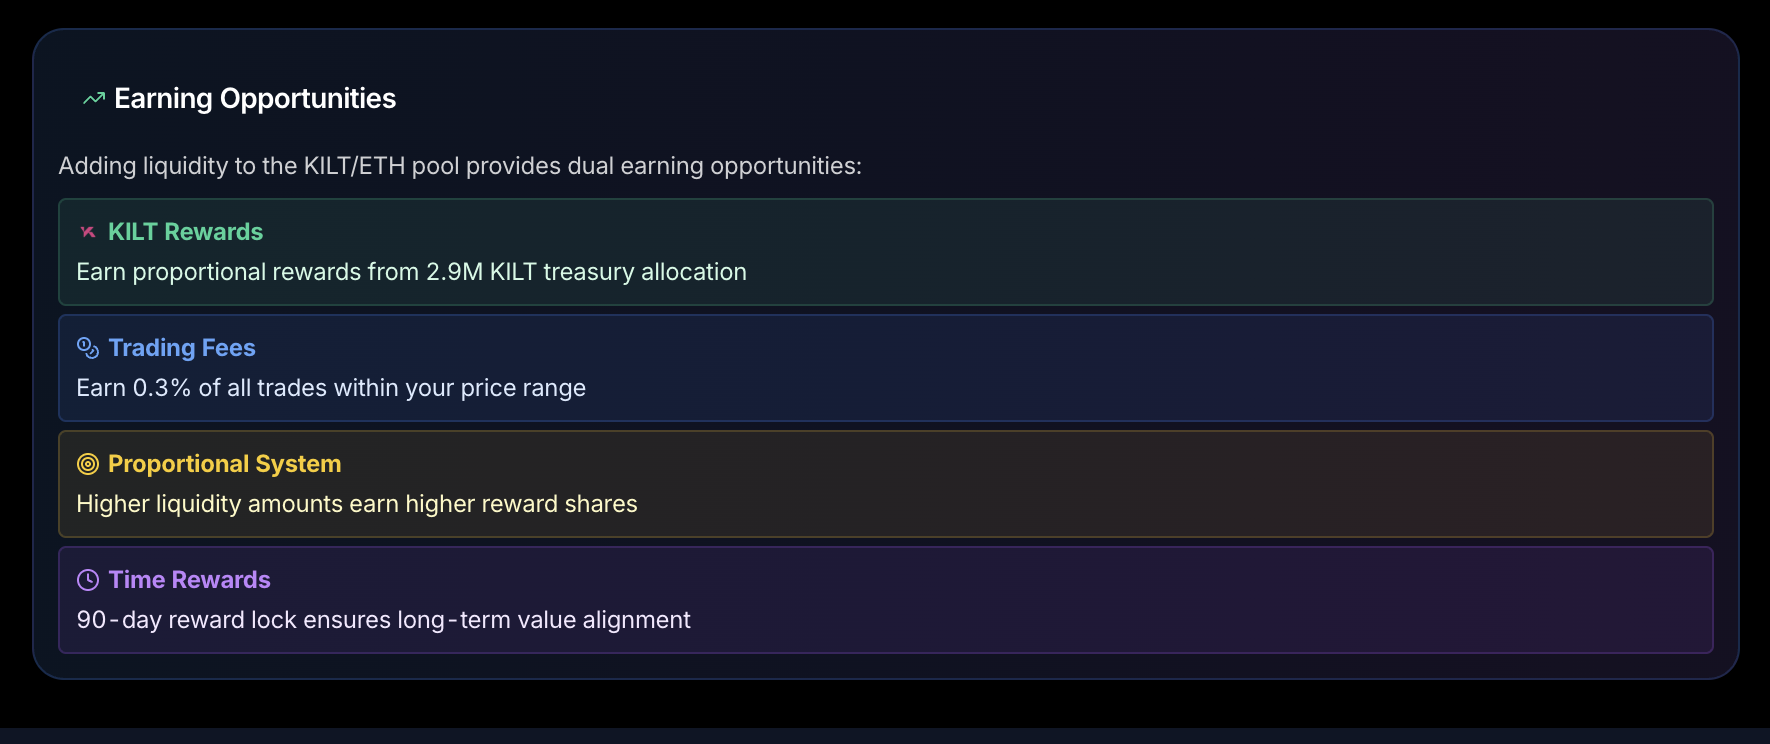 Earning Opportunities
Adding liquidity to the KILT/ETH pool provides dual earning opportunities:
KILT Rewards
Earn proportional rewards from 2.9M KILT treasury allocation
Trading Fees
Earn 0.3% of all trades within your price range
Proportional System
Higher liquidity amounts earn higher reward shares
Time Rewards
90-day reward lock ensures long-term value alignment